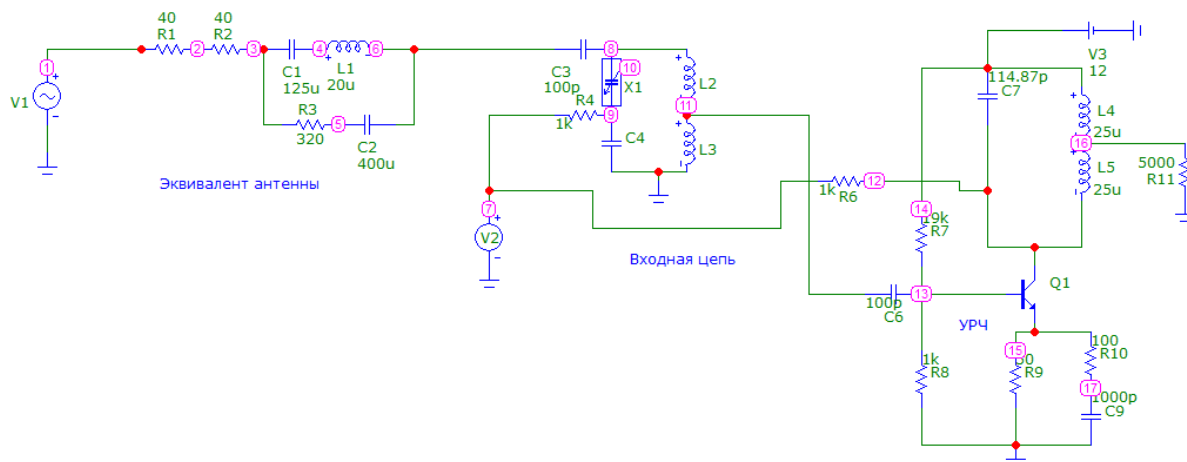 40
R1
40
R2
1
V1
2
3
4
6
C1
125u
L1
20u
R3
320
5
C2
400u
Эквивалент антенны
C3
100p
8
10
X1
R4
1k
9
C4
L2
11
L3
7
V2
Входная цепь
1k
R6
12
14
19k
R7
100p
C6
13
1k
R8
V3
12
114.87p
C7
L4
25u
16
L5
25u
5000
R11
Q1
УРЧ
15
R9
100
R10
17
1000p
C9